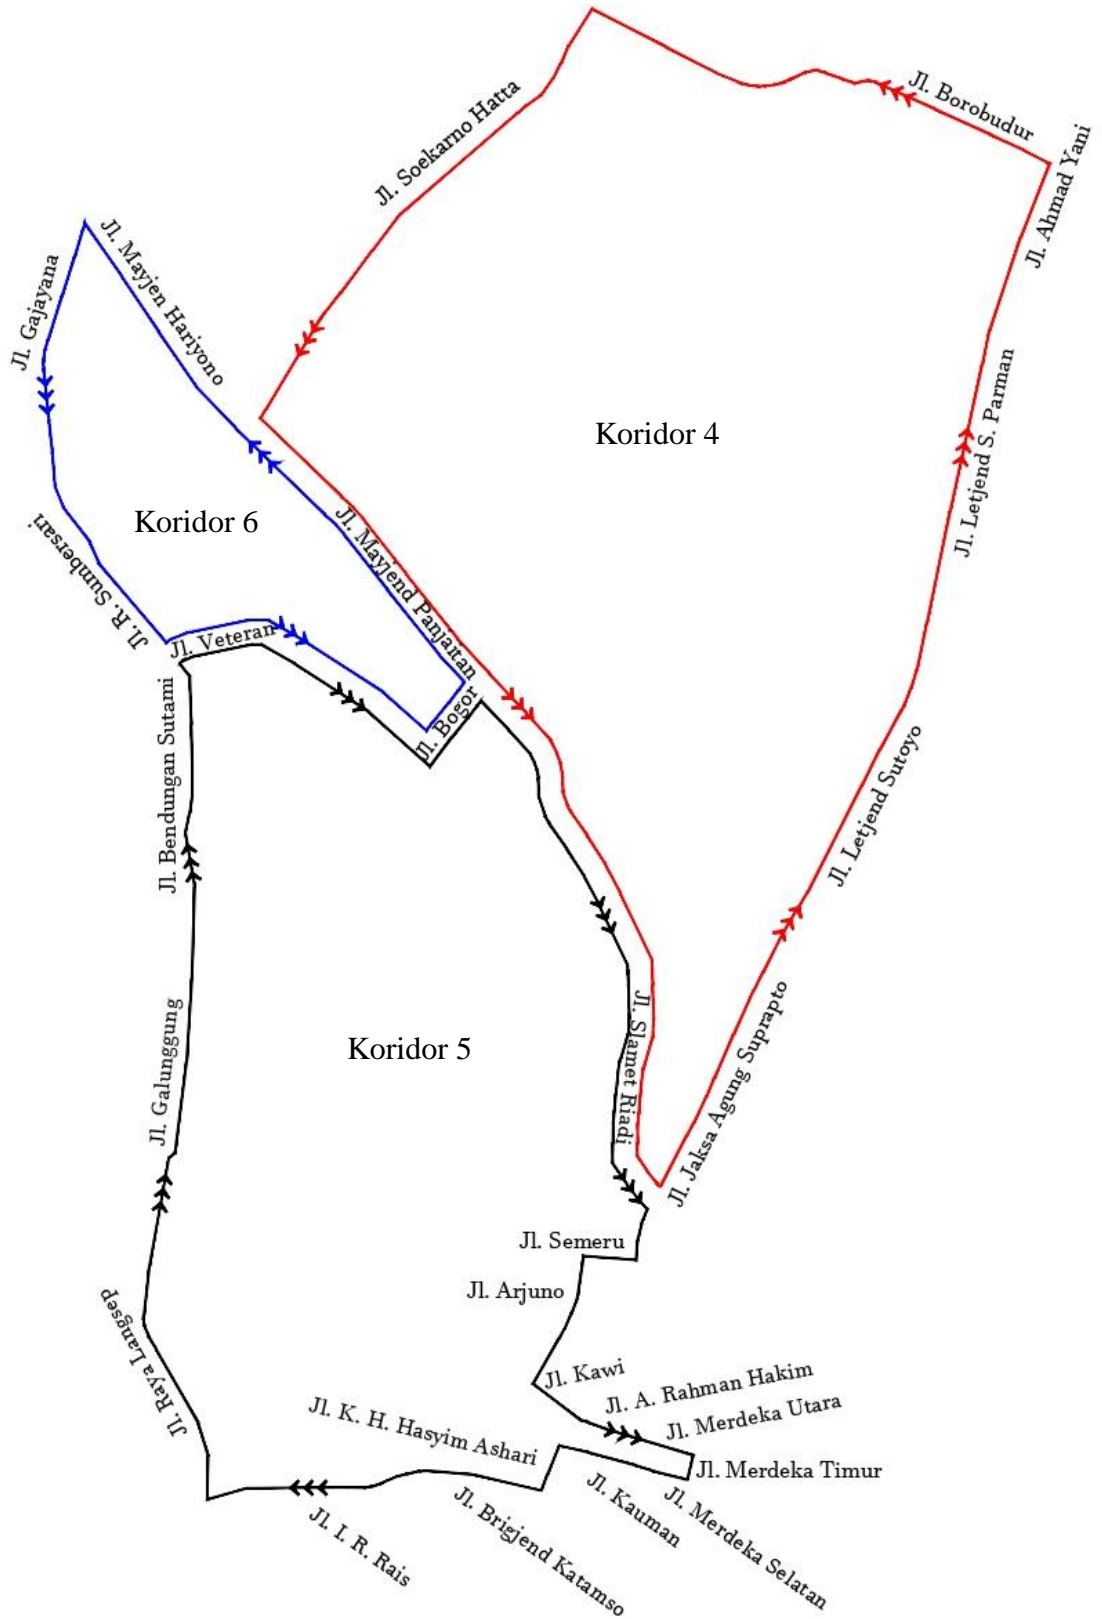 Jl. Borobudur
Jl. Soekarno Hatta
Jl. Ahmad Yani
Jl. Mayjen Hariyono
Jl. Gajayana
Jl. Letjend S. Parman
Koridor 4
Koridor 6
Jl. R. Sumbersari
Jl. Mayjend Panjaitan
Jl. Veteran
Jl. Bogor
Jl. Bendungan Sutami
Jl. Letjend Sutoyo
Jl. Galunggung
Koridor 5
Jl. Slamet Riadi
Jl. Jaksa Agung Suprapto
Jl. Semeru
Jl. Arjuno
Jl. Raya Langsep
Jl. Kawi
Jl. A. Rahman Hakim
Jl. Merdeka Utara
Jl. K. H. Hasyim Ashari
Jl. Merdeka Timur
Jl. Kauman
Jl. Merdeka Selatan
Jl. Brigjend Katamso
Jl. I. R. Rais